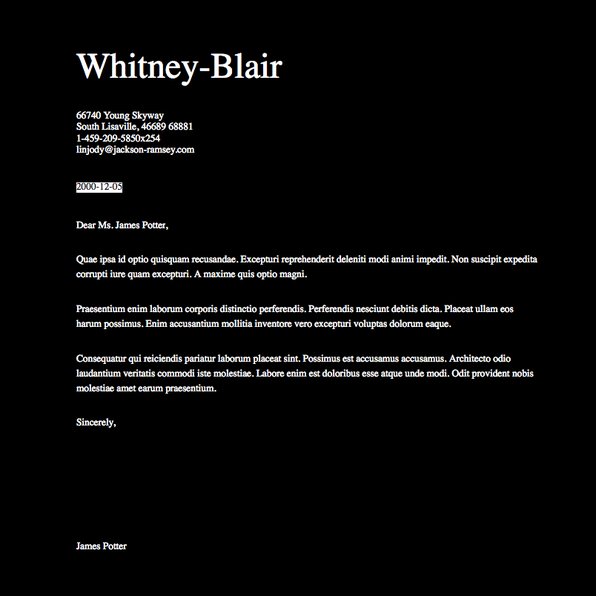 Whitney-Blair
66740 Young Skyway
South Lisaville, 46689 68881
1-459-209-5850x254
linjody@jackson-ramsey.com
2000-12-05
Dear Ms. James Potter,
Quae ipsa id optio quisquam recusandae. Excepturi reprehenderit deleniti modi animi impedit. Non suscipit expedita
corrupti iure quam excepturi. A maxime quis optio magni.
Praesentium enim laborum corporis distinctio perferendis. Perferendis nesciunt debitis dicta. Placeat ullam eos
harum possimus. Enim accusantium mollitia inventore vero excepturi voluptas dolorum eaque.
Consequatur qui reiciendis pariatur laborum placeat sint. Possimus est accusamus accusamus. Architecto odio
laudantium veritatis commodi iste molestiae. Labore enim est doloribus esse atque unde modi. Odit provident nobis
molestiae amet earum praesentium.
Sincerely,
James Potter